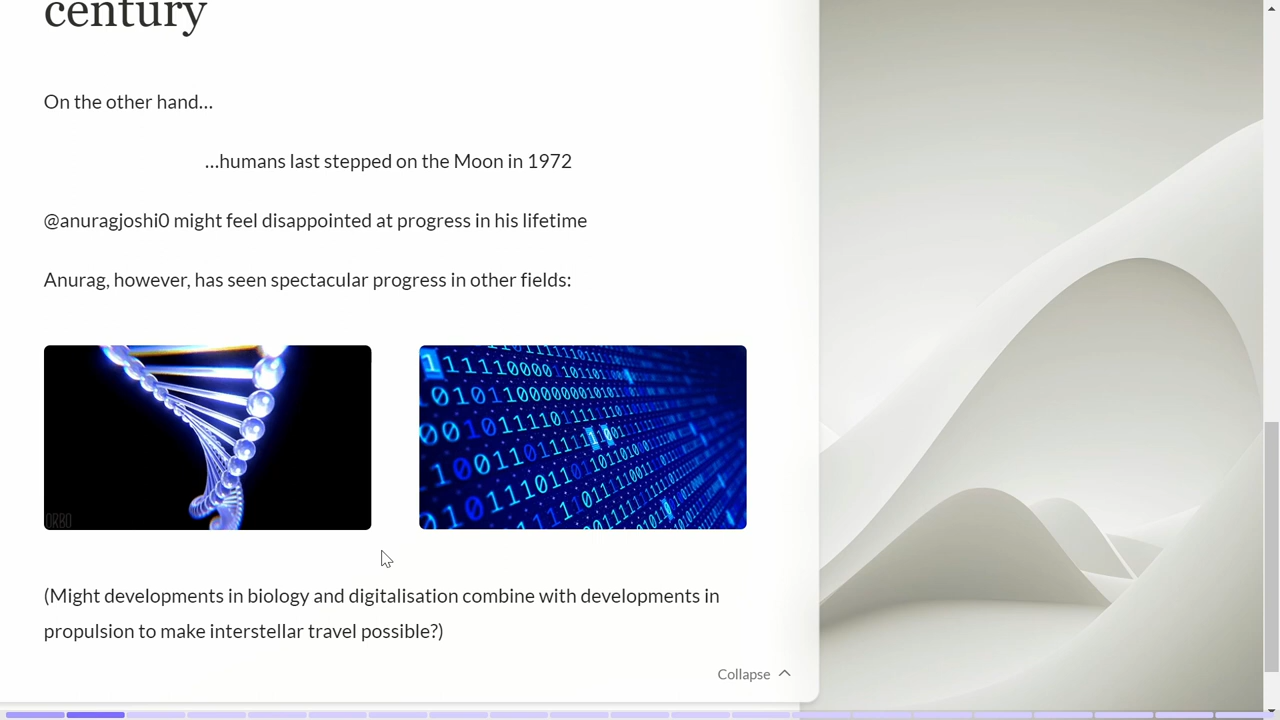 century
On the other hand…
…humans last stepped on the Moon in 1972
@anuragjoshi0 might feel disappointed at progress in his lifetime
Anurag, however, has seen spectacular progress in other fields:
ORBO
(Might developments in biology and digitalisation combine with developments in
propulsion to make interstellar travel possible?)
Collapse